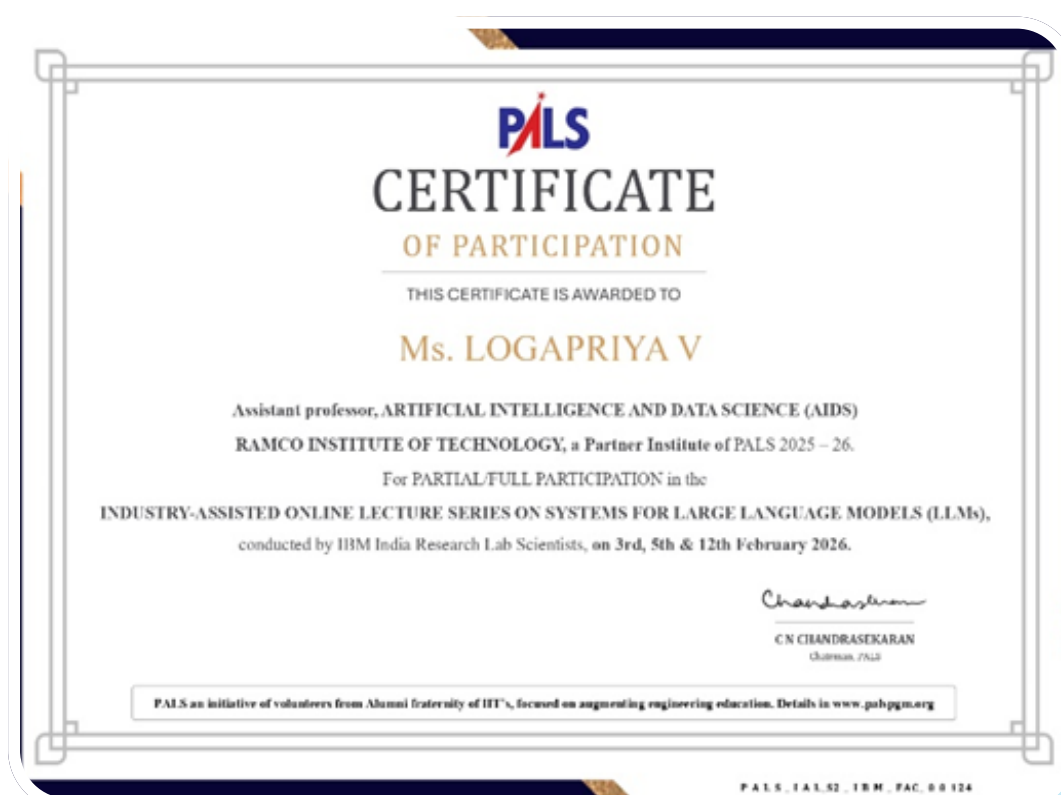 PALS
CERTIFICATE
OF PARTICIPATION
THIS CERTIFICATE IS AWARDED TO
Ms. LOGAPRIYA V
Assistant professor, ARTIFICIAL INTELLIGENCE AND DATA SCIENCE (AIDS)
RAMCO INSTITUTE OF TECHNOLOGY, a Partner Institute of PALS 2025 – 26.
For PARTIAL/FULL PARTICIPATION in the
INDUSTRY-ASSISTED ONLINE LECTURE SERIES ON SYSTEMS FOR LARGE LANGUAGE MODELS (LLMs),
conducted by IBM India Research Lab Scientists, on 3rd, 5th & 12th February 2026.
Chandrasekaran
C N CHANDRASEKARAN
Chairman, PALS
PALS an initiative of volunteers from Alumni fraternity of IIT's, focused on augmenting engineering education. Details in www.palspgm.org
PALS_IALS2_IBM_FAC_00124